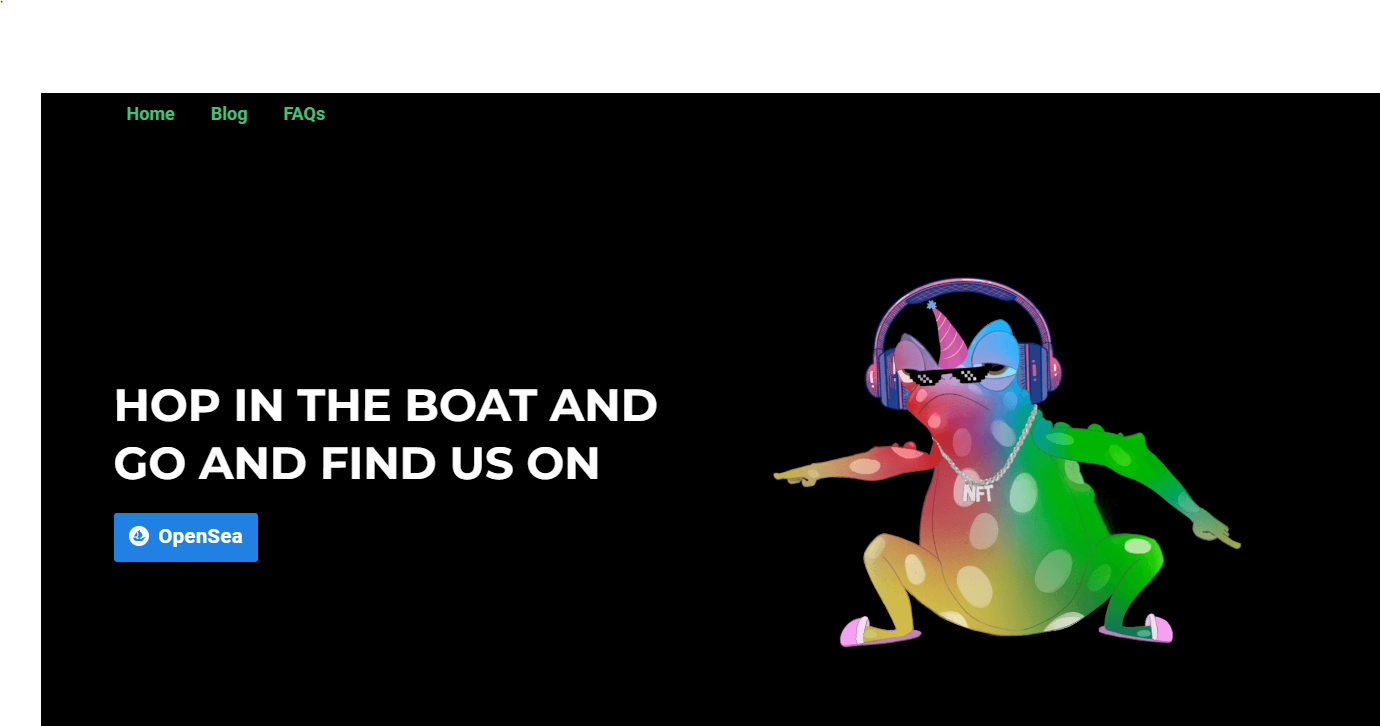 Home Blog FAQs
HOP IN THE BOAT AND
GO AND FIND US ON
OpenSea
NFT